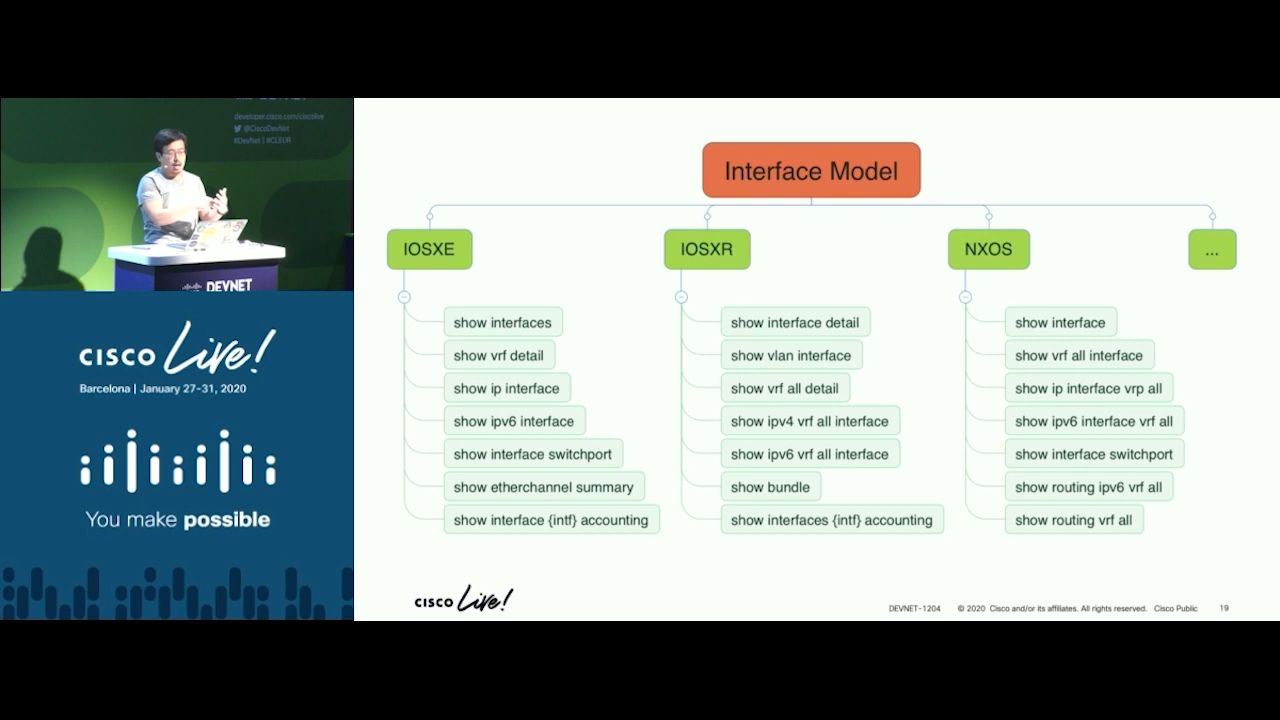 developer.cisco.com/ciscolive
@CiscoDevNet
#DevNet | #CLEUR
DEVNET
CISCO Live!
Barcelona | January 27-31, 2020
You make possible
Interface Model
IOSXE
IOSXR
NXOS
...
show interfaces
show vrf detail
show ip interface
show ipv6 interface
show interface switchport
show etherchannel summary
show interface {intf} accounting
show interface detail
show vlan interface
show vrf all detail
show ipv4 vrf all interface
show ipv6 vrf all interface
show bundle
show interfaces {intf} accounting
show interface
show vrf all interface
show ip interface vrp all
show ipv6 interface vrf all
show interface switchport
show routing ipv6 vrf all
show routing vrf all
CISCO Live!
DEVNET-1204 © 2020 Cisco and/or its affiliates. All rights reserved. Cisco Public 19